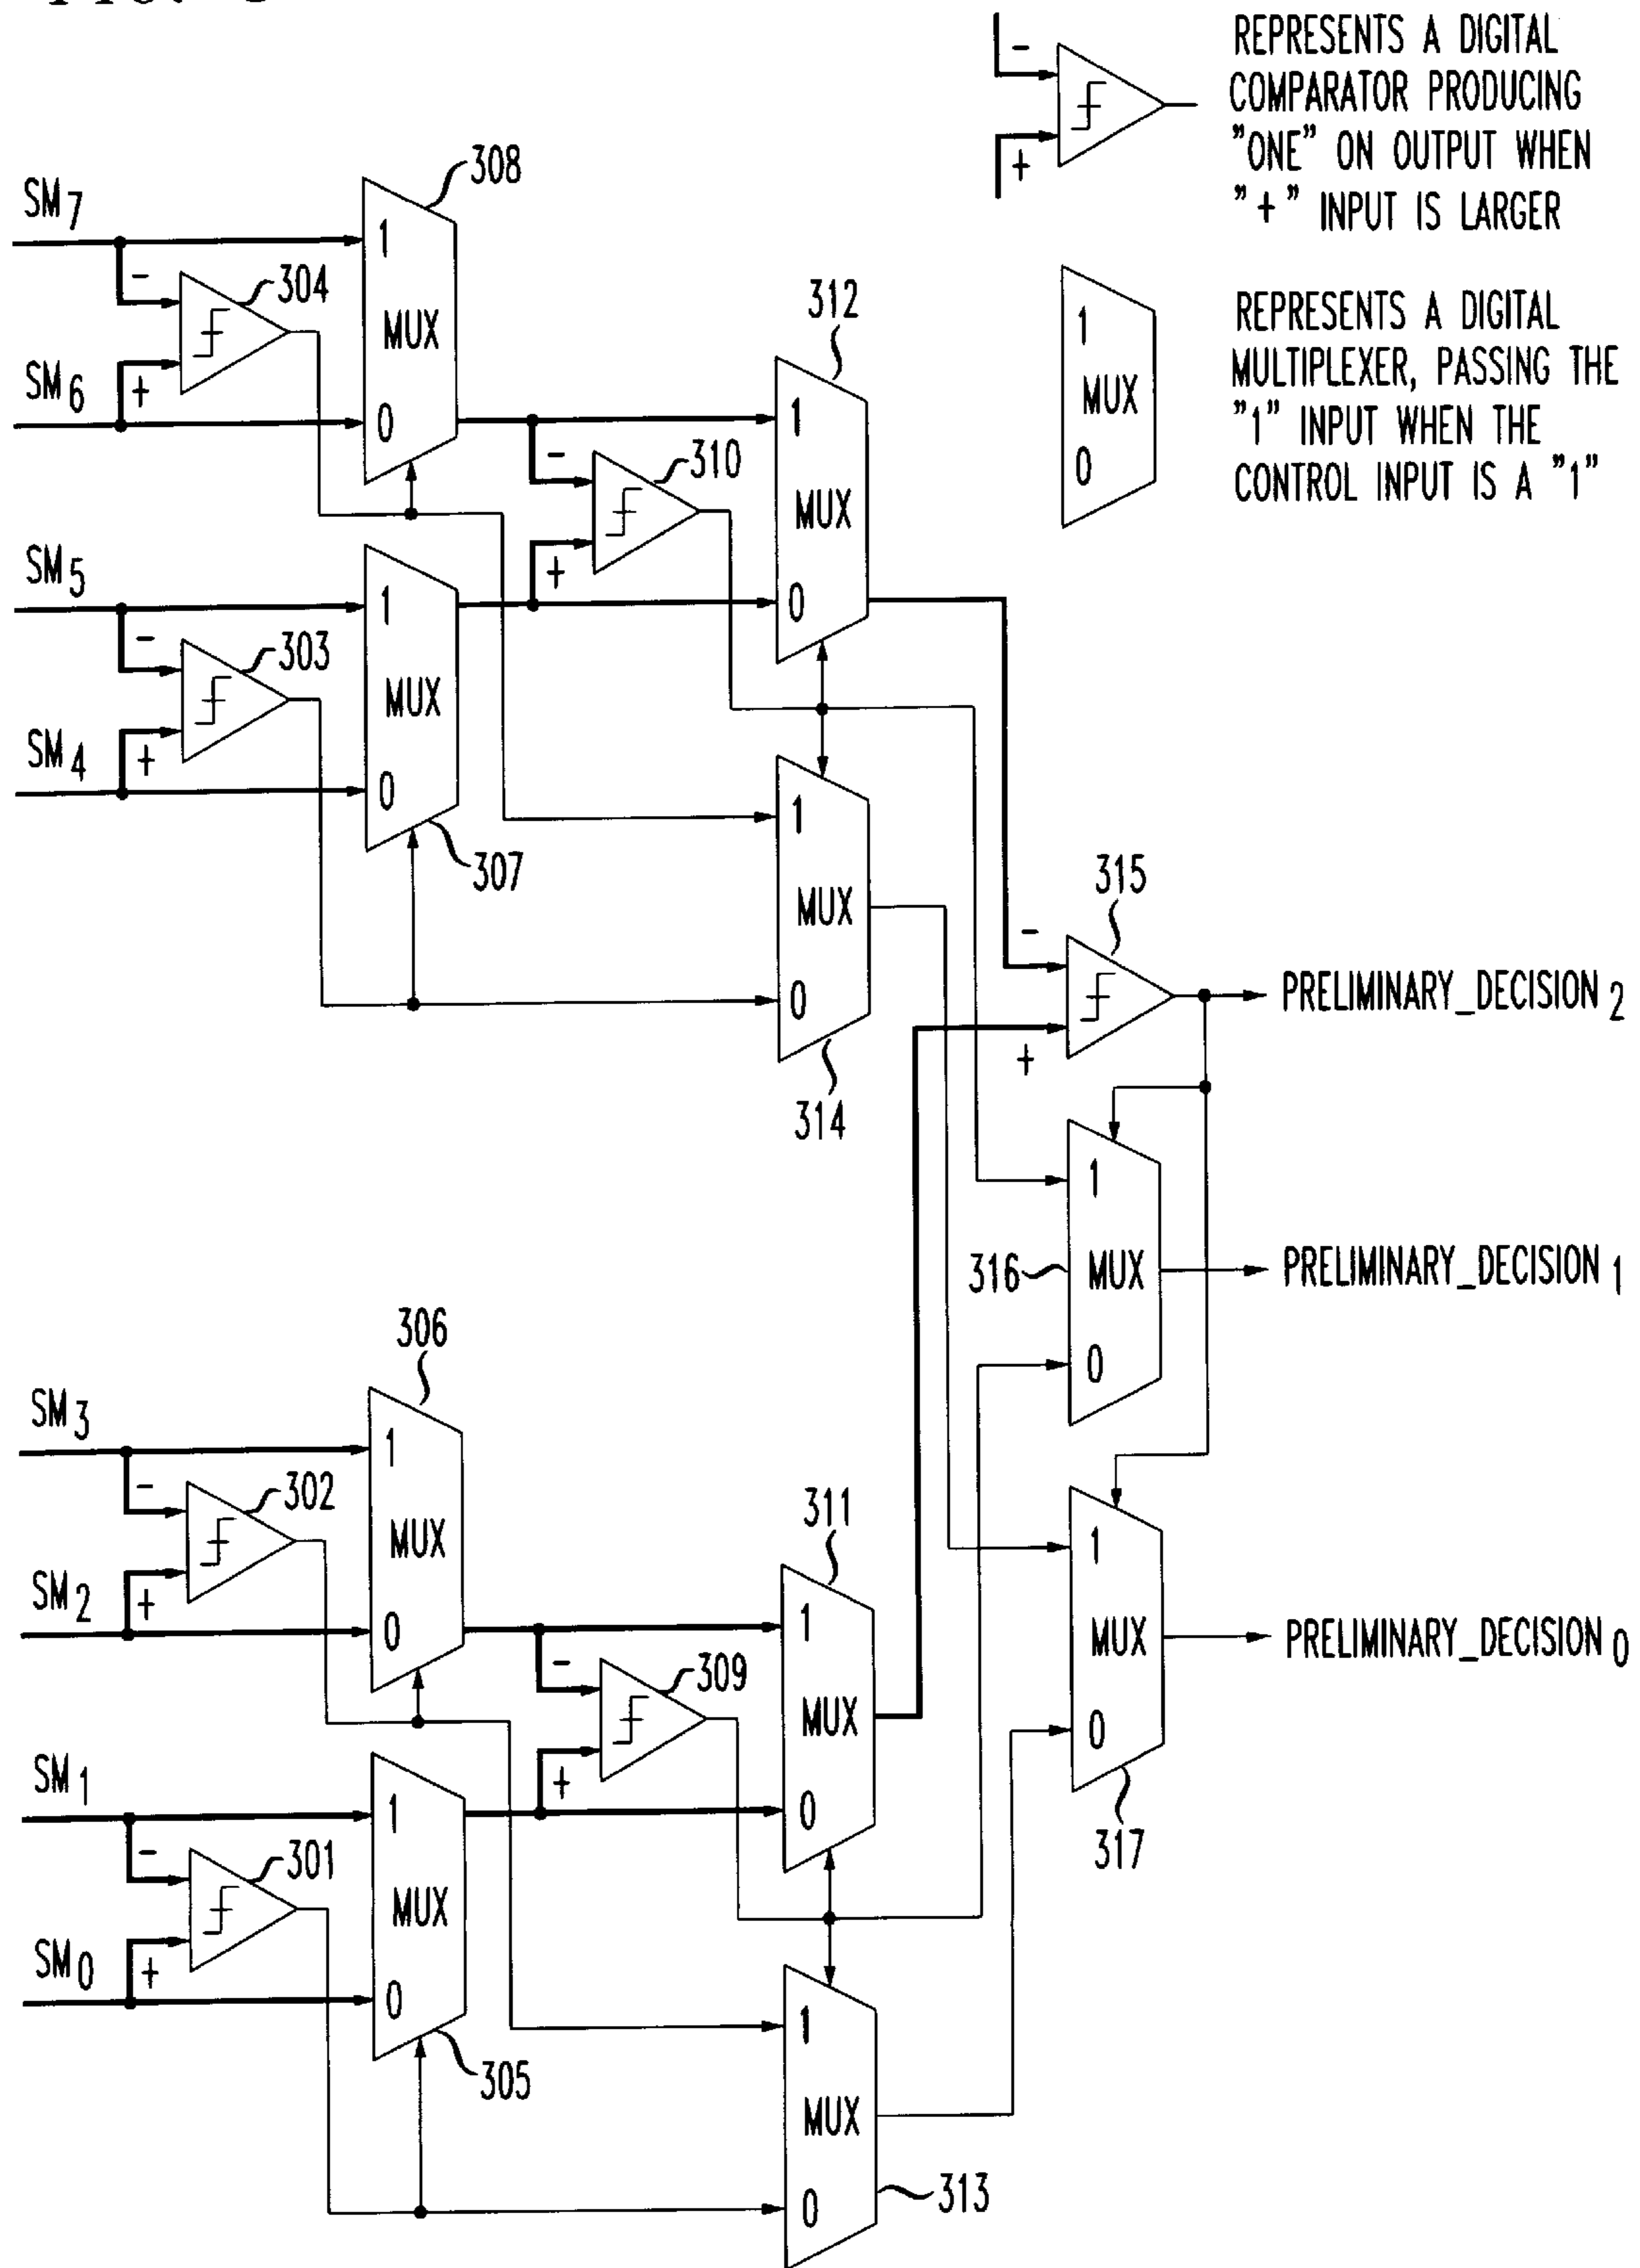 REPRESENTS A DIGITAL
COMPARATOR PRODUCING
"ONE" ON OUTPUT WHEN
"+" INPUT IS LARGER
1
MUX
0
REPRESENTS A DIGITAL
MULTIPLEXER, PASSING THE
"1" INPUT WHEN THE
CONTROL INPUT IS A "1"
-
+
SM7
-
304
SM6
+
308
1
MUX
0
SM5
-
303
SM4
+
1
MUX
0
307
-
310
+
312
1
MUX
0
1
MUX
0
314
-
315
+
PRELIMINARY_DECISION2
316
1
MUX
0
PRELIMINARY_DECISION1
SM3
-
302
SM2
+
306
1
MUX
0
SM1
-
301
SM0
+
1
MUX
0
305
-
309
+
311
1
MUX
0
1
MUX
0
313
1
MUX
0
317
PRELIMINARY_DECISION0